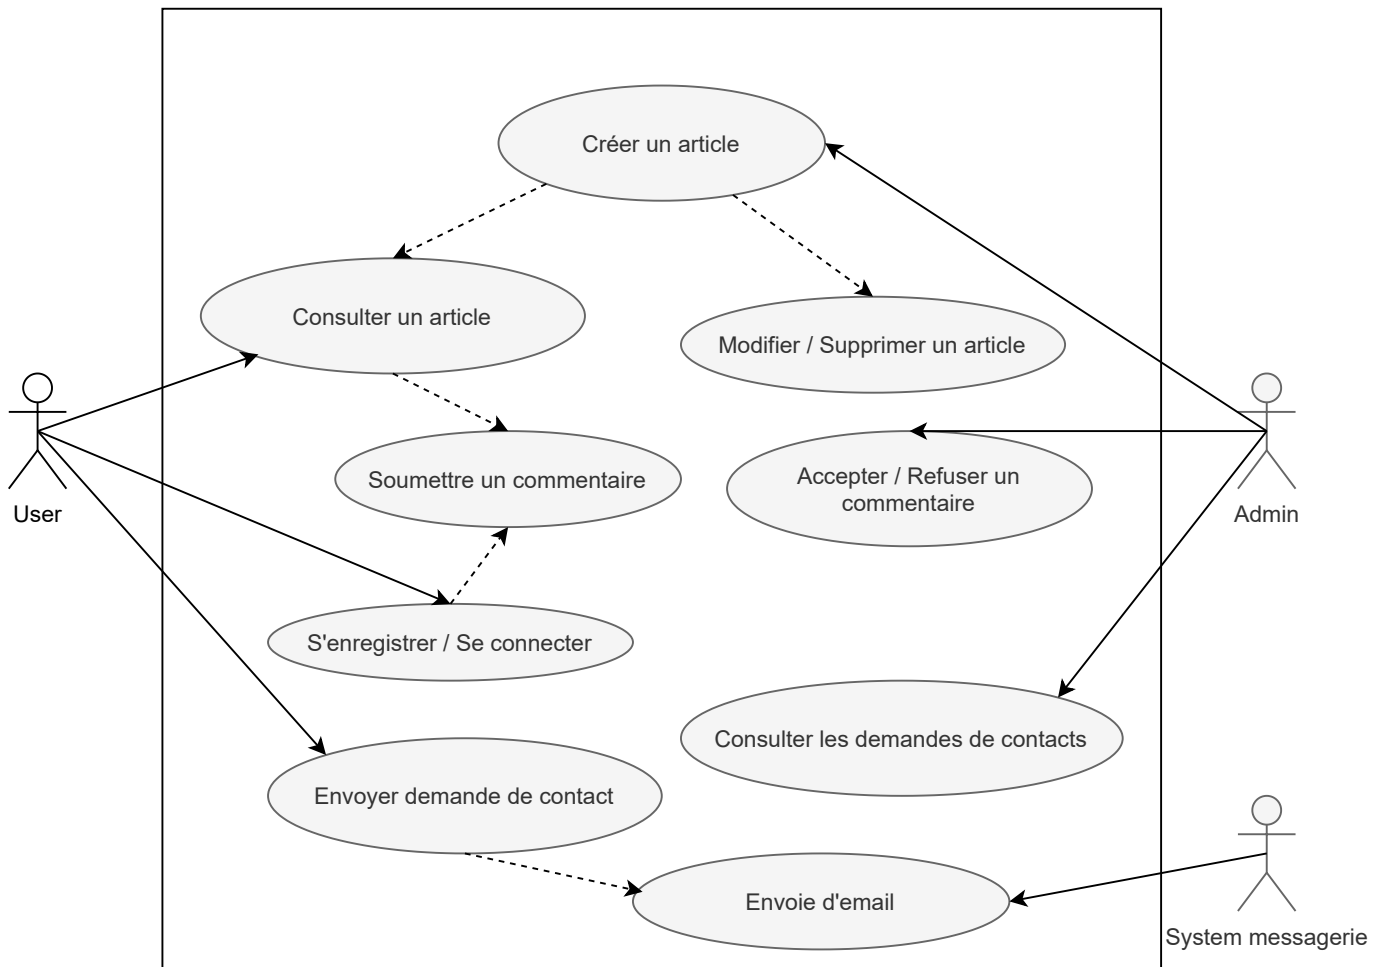 Créer un article
Consulter un article
Modifier / Supprimer un article
User
Soumettre un commentaire
Accepter / Refuser un
commentaire
Admin
S'enregistrer / Se connecter
Consulter les demandes de contacts
Envoyer demande de contact
Envoie d'email
System messagerie